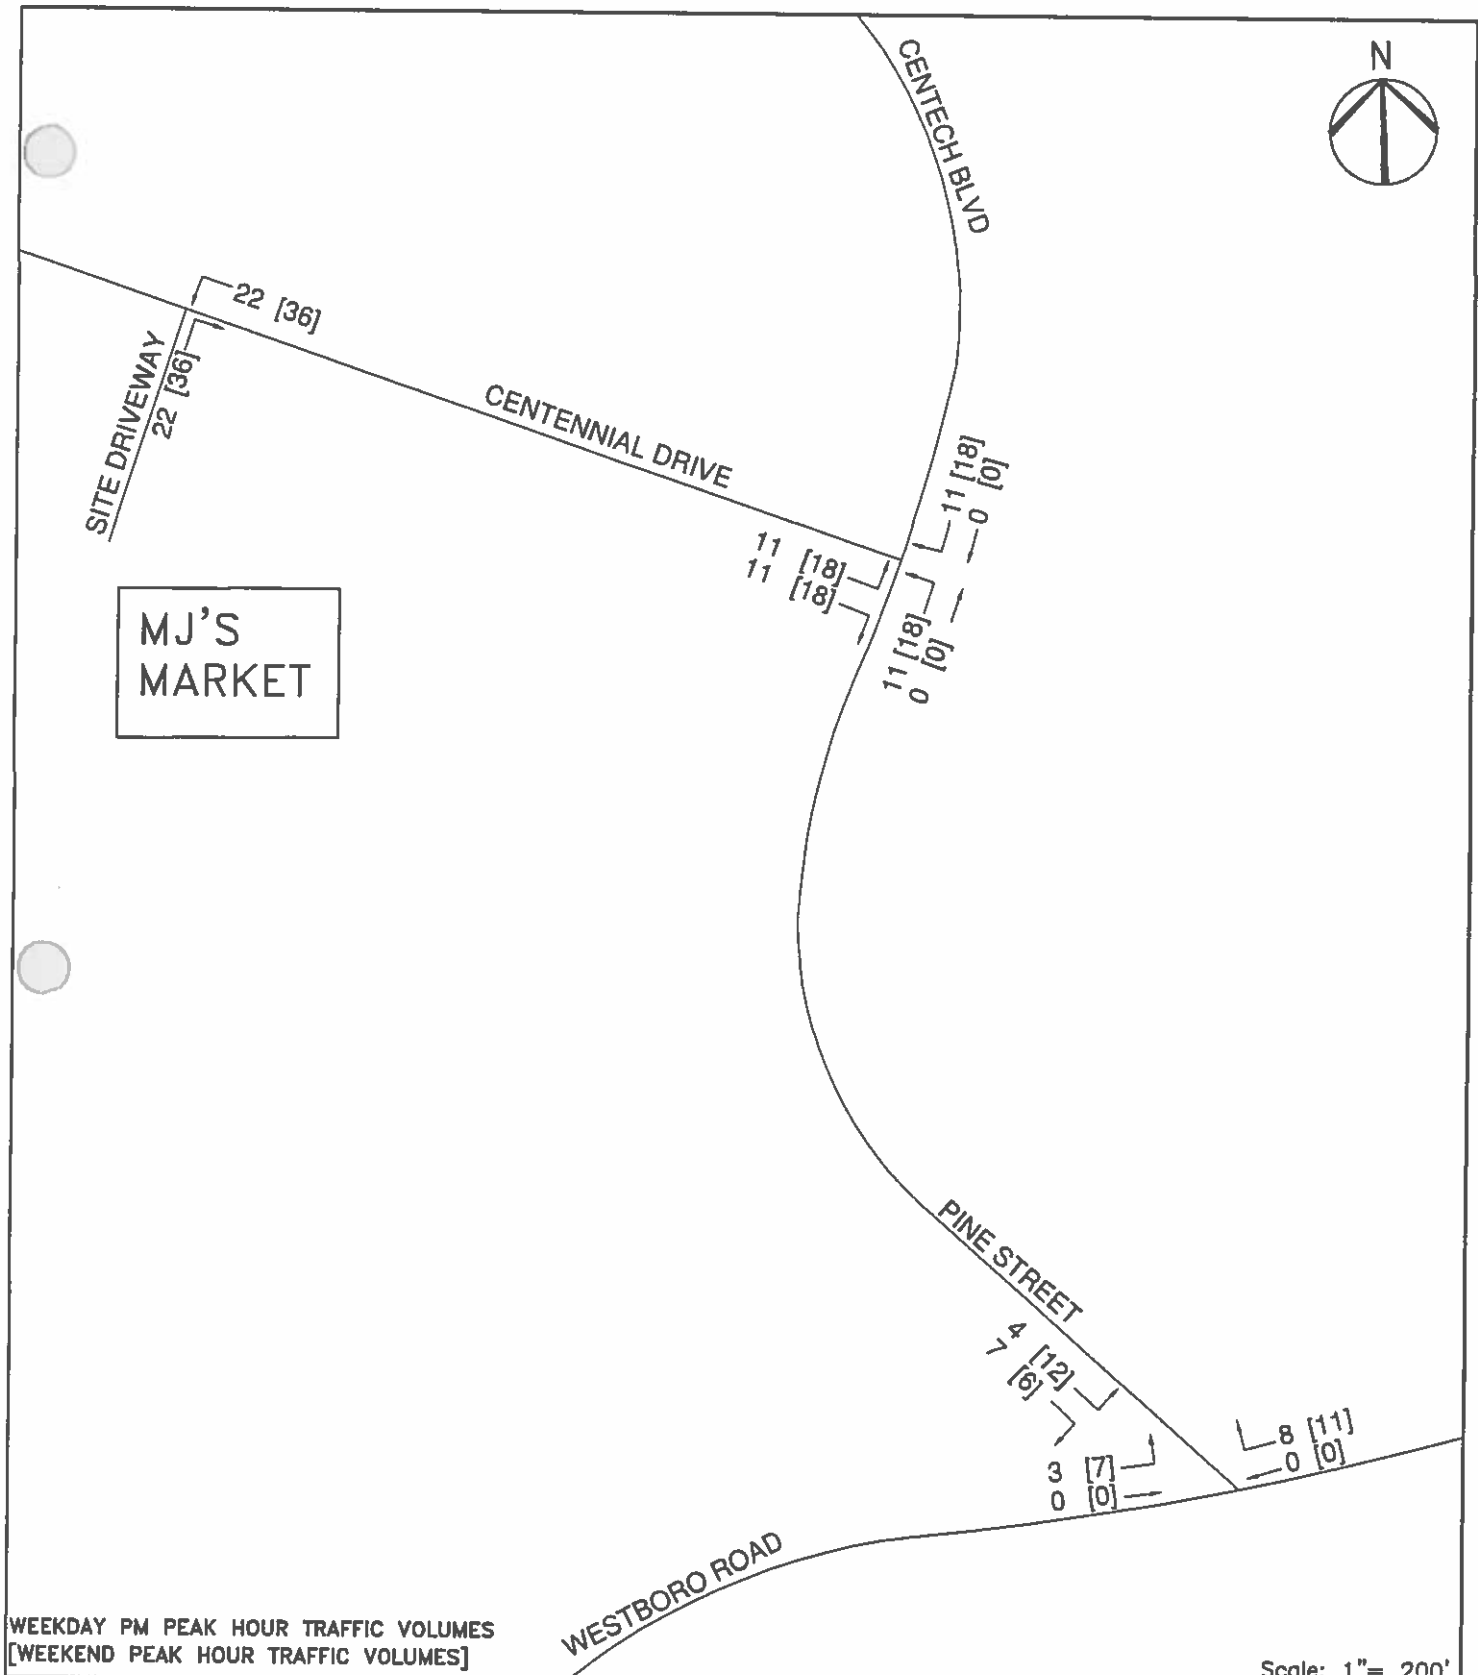 N
CENTECH BLVD
22 [36]
SITE DRIVEWAY
22 [36]
CENTENNIAL DRIVE
11 [18]
0 [0]
11 [18]
11 [18]
11 [18]
0 [0]
MJ'S
MARKET
PINE STREET
4 [12]
7 [6]
8 [11]
0 [0]
3 [7]
0 [0]
WESTBORO ROAD
WEEKDAY PM PEAK HOUR TRAFFIC VOLUMES
[WEEKEND PEAK HOUR TRAFFIC VOLUMES]
Scale: 1"= 200'